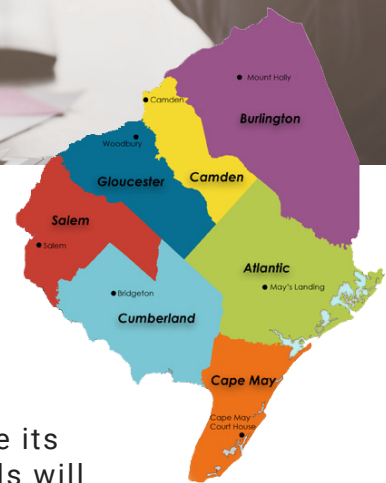 Mount Holly
Camden
Burlington
Woodbury
Camden
Gloucester
Salem
Salem
Atlantic
May's Landing
Bridgeton
Cumberland
Cape May
Cape May
Court House
e its
ls will